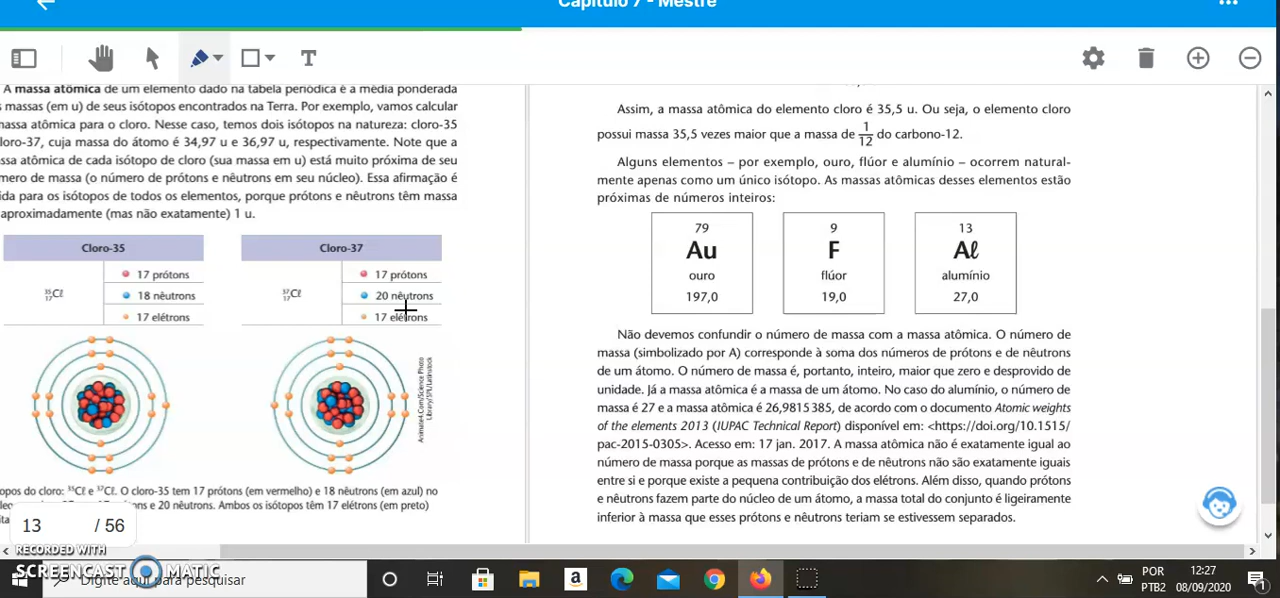 Capítulo 7 - Mestre
T
A massa atômica de um elemento dado na tabela periódica é a média ponderada
s massas (em u) de seus isótopos encontrados na Terra. Por exemplo, vamos calcular
massa atômica para o cloro. Nesse caso, temos dois isótopos na natureza: cloro-35
loro-37, cuja massa do átomo é 34,97 u e 36,97 u, respectivamente. Note que a
ssa atômica de cada isótopo de cloro (sua massa em u) está muito próxima de seu
mero de massa (o número de prótons e nêutrons em seu núcleo). Essa afirmação é
ida para os isótopos de todos os elementos, porque prótons e nêutrons têm massa
aproximadamente (mas não exatamente) 1 u.
Cloro-35
35 17 Cℓ
17 prótons
18 nêutrons
17 elétrons
Cloro-37
37 17 Cℓ
17 prótons
20 nêutrons
17 elétrons
Animate4.Com/Science Photo
Library/SPL/Latinstock
opos do cloro: ³⁵Cℓ e ³⁷Cℓ. O cloro-35 tem 17 prótons (em vermelho) e 18 nêutrons (em azul) no
ótons e 20 nêutrons. Ambos os isótopos têm 17 elétrons (em preto)
Assim, a massa atômica do elemento cloro é 35,5 u. Ou seja, o elemento cloro
possui massa 35,5 vezes maior que a massa de 1/12 do carbono-12.
Alguns elementos – por exemplo, ouro, flúor e alumínio – ocorrem natural-
mente apenas como um único isótopo. As massas atômicas desses elementos estão
próximas de números inteiros:
79
Au
ouro
197,0
9
F
flúor
19,0
13
Aℓ
alumínio
27,0
Não devemos confundir o número de massa com a massa atômica. O número de
massa (simbolizado por A) corresponde à soma dos números de prótons e de nêutrons
de um átomo. O número de massa é, portanto, inteiro, maior que zero e desprovido de
unidade. Já a massa atômica é a massa de um átomo. No caso do alumínio, o número de
massa é 27 e a massa atômica é 26,9815 385, de acordo com o documento Atomic weights
of the elements 2013 (IUPAC Technical Report) disponível em: <https://doi.org/10.1515/
pac-2015-0305>. Acesso em: 17 jan. 2017. A massa atômica não é exatamente igual ao
número de massa porque as massas de prótons e de nêutrons não são exatamente iguais
entre si e porque existe a pequena contribuição dos elétrons. Além disso, quando prótons
e nêutrons fazem parte do núcleo de um átomo, a massa total do conjunto é ligeiramente
inferior à massa que esses prótons e nêutrons teriam se estivessem separados.
13 / 56
RECORDED WITH
SCREENCAST MATIC
Digite aqui para pesquisar
a
POR
PTB2
12:27
08/09/2020
1